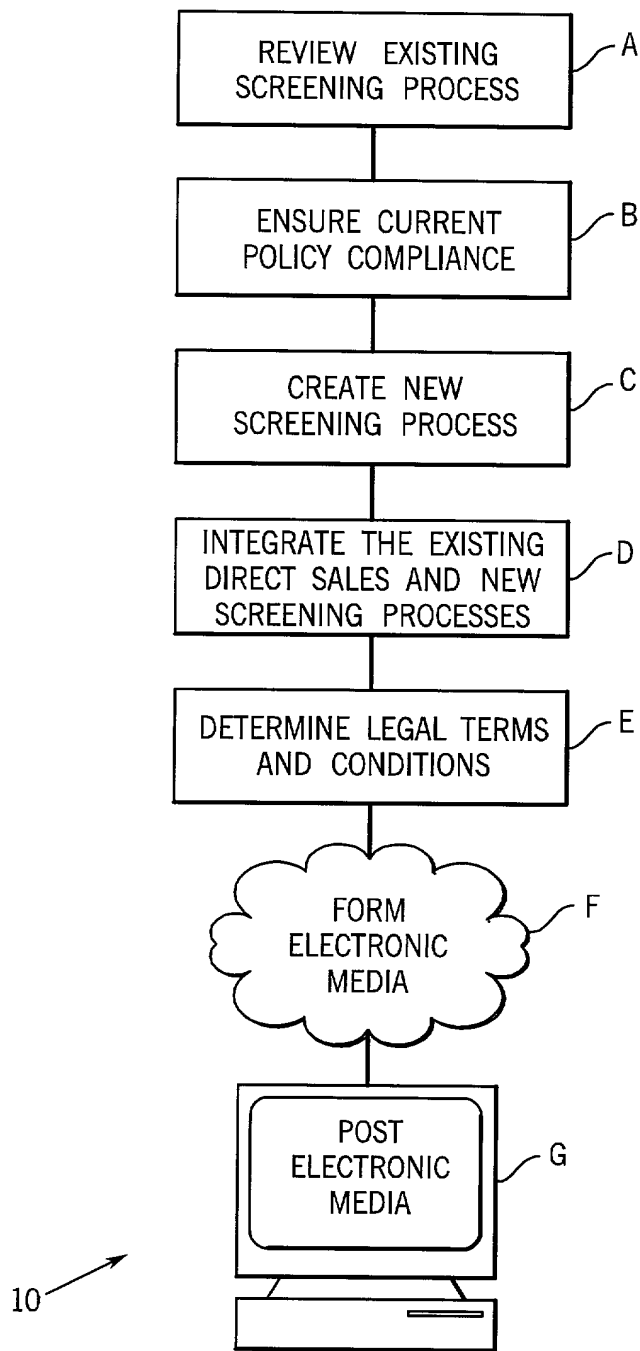 REVIEW EXISTING
SCREENING PROCESS
A
ENSURE CURRENT
POLICY COMPLIANCE
B
CREATE NEW
SCREENING PROCESS
C
INTEGRATE THE EXISTING
DIRECT SALES AND NEW
SCREENING PROCESSES
D
DETERMINE LEGAL TERMS
AND CONDITIONS
E
FORM
ELECTRONIC
MEDIA
F
POST
ELECTRONIC
MEDIA
G
10